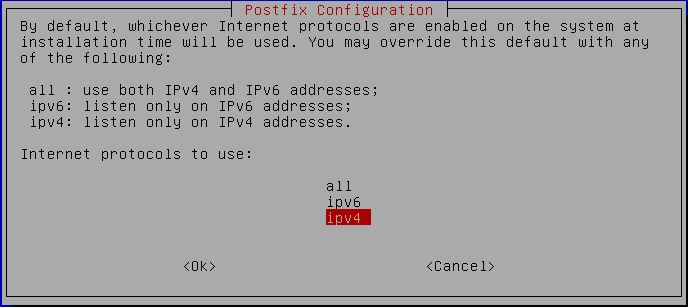 Postfix Configuration
By default, whichever Internet protocols are enabled on the system at
installation time will be used. You may override this default with any
of the following:
all : use both IPv4 and IPv6 addresses;
ipv6: listen only on IPv6 addresses;
ipv4: listen only on IPv4 addresses.
Internet protocols to use:
all
ipv6
ipv4
<Ok> <Cancel>